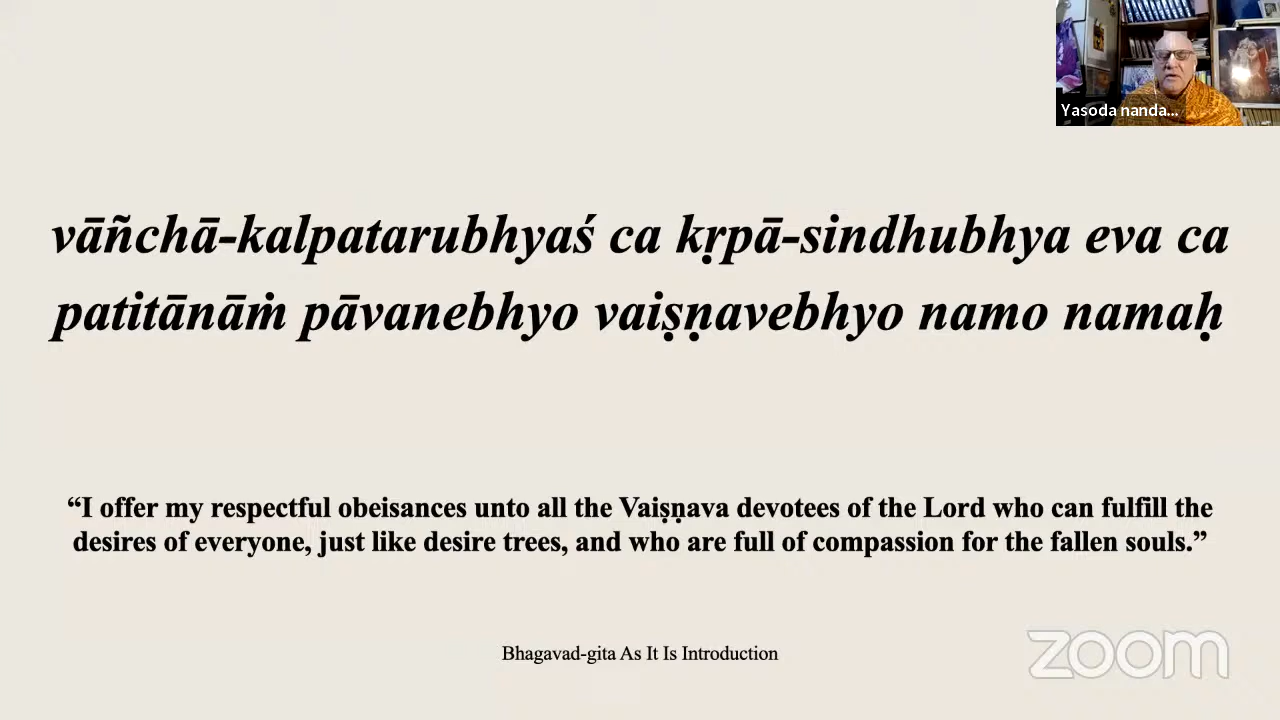 Yasoda nanda...
vāñchā-kalpatarubhyaś ca kṛpā-sindhubhya eva ca
patitānāṁ pāvanebhyo vaiṣṇavebhyo namo namaḥ
“I offer my respectful obeisances unto all the Vaiṣṇava devotees of the Lord who can fulfill the
desires of everyone, just like desire trees, and who are full of compassion for the fallen souls.”
Bhagavad-gita As It Is Introduction
zoom